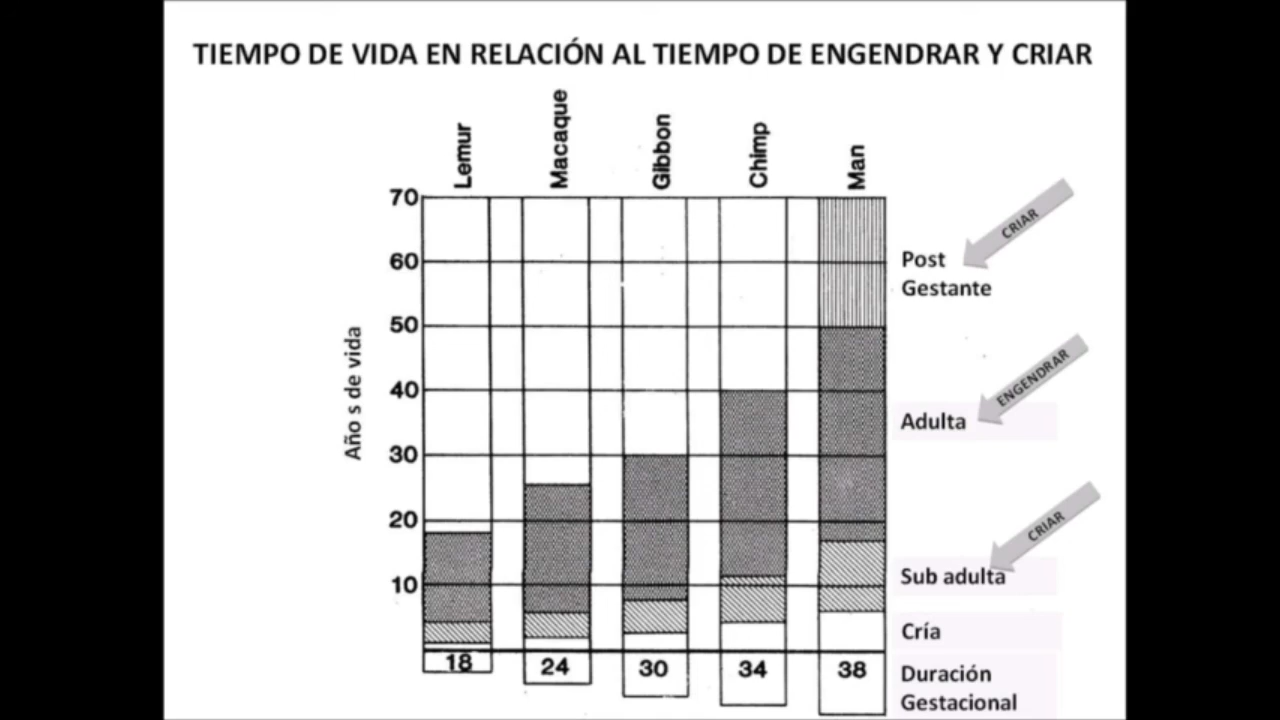 TIEMPO DE VIDA EN RELACIÓN AL TIEMPO DE ENGENDRAR Y CRIAR
Lemur
Macaque
Gibbon
Chimp
Man
Año s de vida
70
60
50
40
30
20
10
18
24
30
34
38
CRIAR
Post
Gestante
ENGENDRAR
Adulta
CRIAR
Sub adulta
Cría
Duración
Gestacional